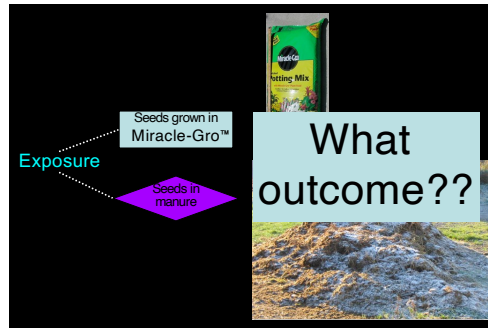 Miracle-Gro
Potting Mix
Seeds grown in
Miracle-Gro™
Exposure
Seeds in
manure
What
outcome??